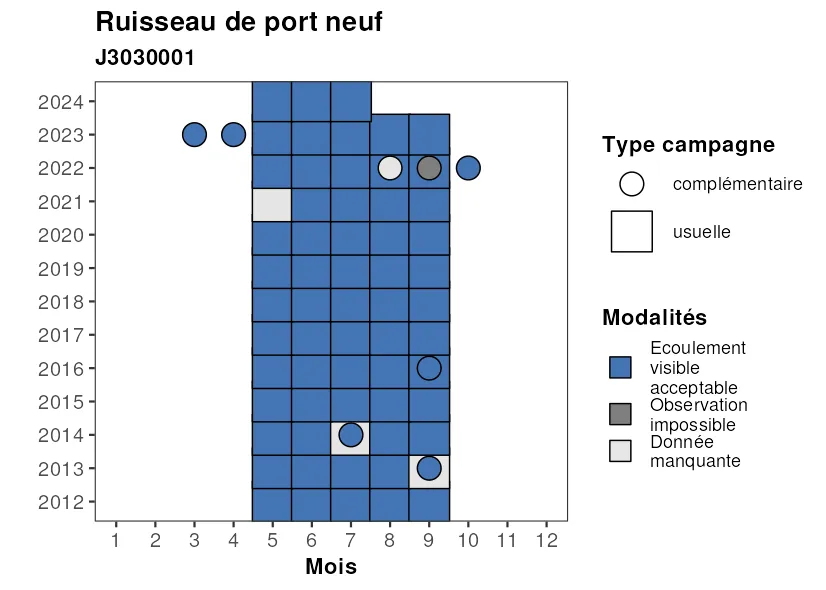 Ruisseau de port neuf
J3030001
2024
2023
2022
2021
2020
2019
2018
2017
2016
2015
2014
2013
2012
1 2 3 4 5 6 7 8 9 10 11 12
Mois
Type campagne
complémentaire
usuelle
Modalités
Ecoulement
visible
acceptable
Observation
impossible
Donnée
manquante